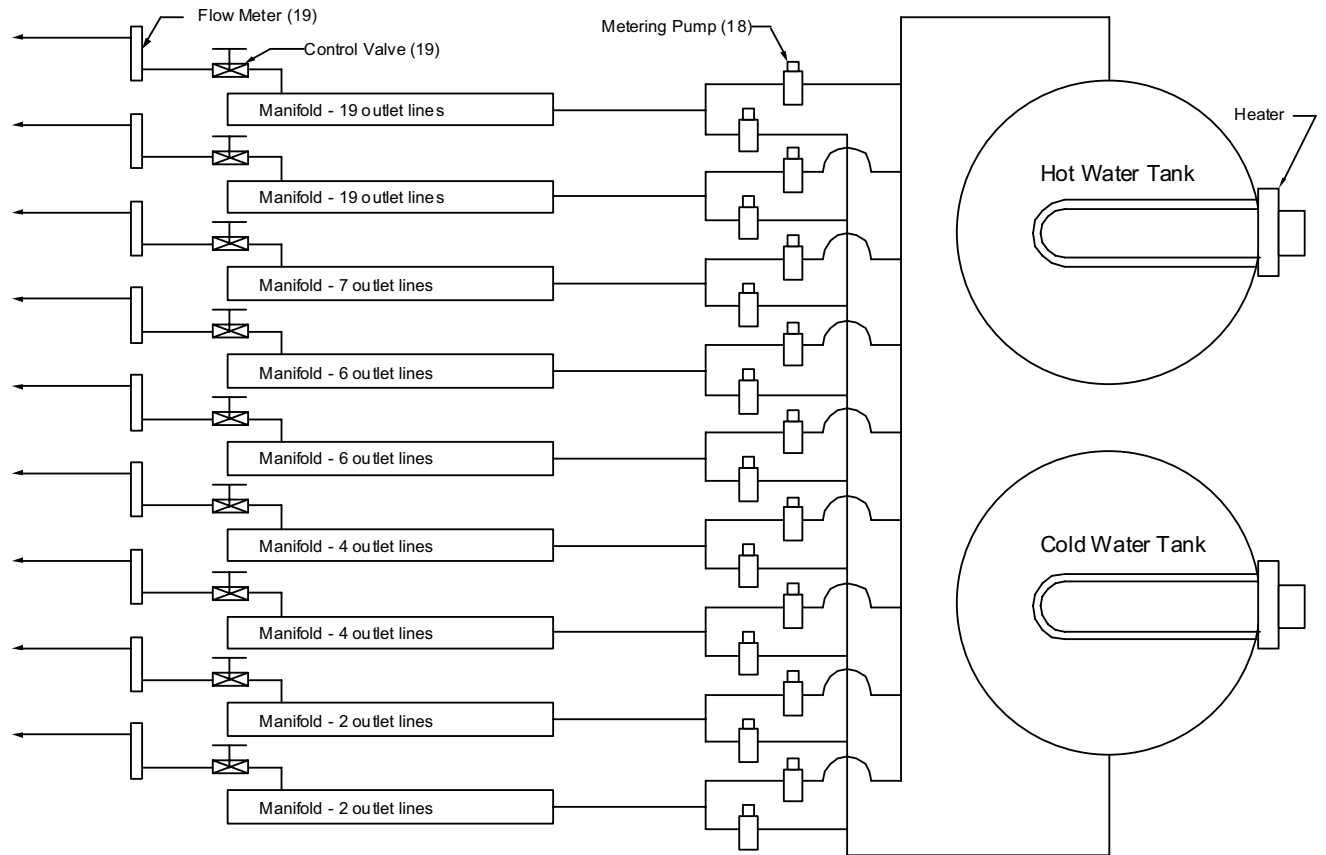 Flow Meter (19)
Metering Pump (18)
Control Valve (19)
Manifold - 19 outlet lines
Heater
Hot Water Tank
Manifold - 19 outlet lines
Manifold - 7 outlet lines
Manifold - 6 outlet lines
Manifold - 6 outlet lines
Manifold - 4 outlet lines
Cold Water Tank
Manifold - 4 outlet lines
Manifold - 2 outlet lines
Manifold - 2 outlet lines